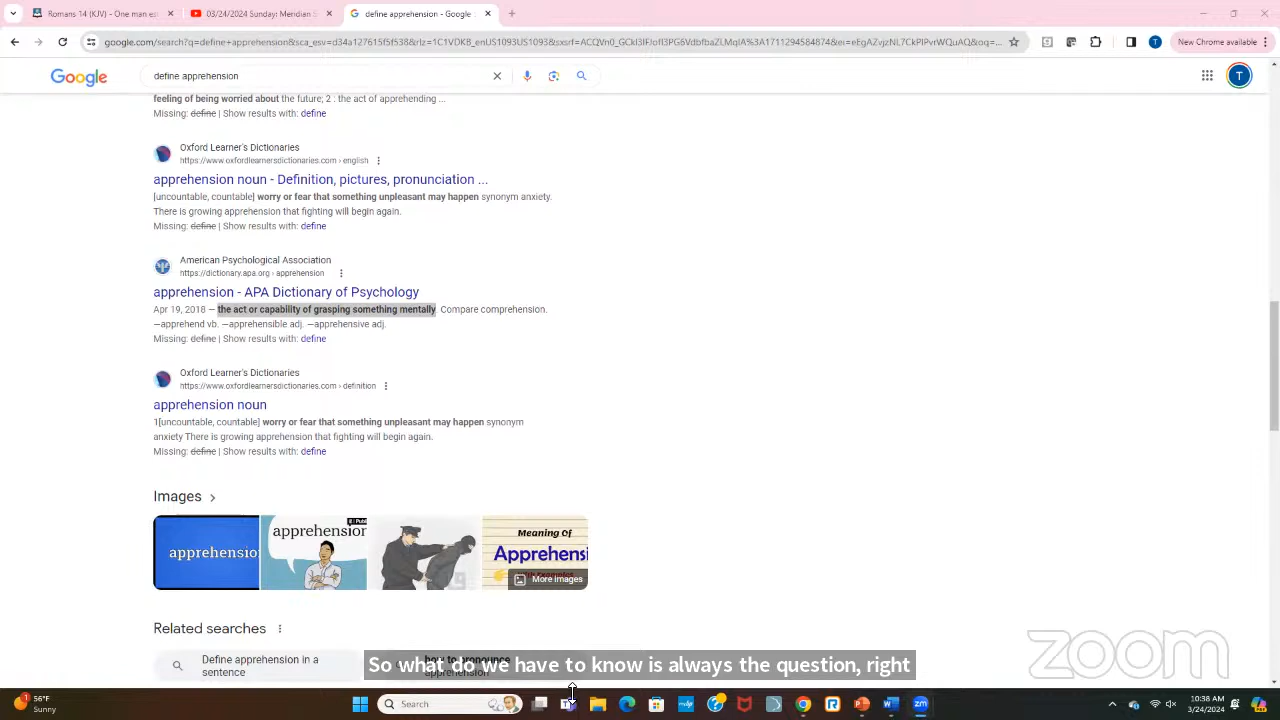 Romans 14 (KJV) - One man es
03/24/2024 Sunday: Meridian S
define apprehension - Google
New Chrome available
Google
define apprehension
T
feeling of being worried about the future; 2 : the act of apprehending ...
Missing: define | Show results with: define
Oxford Learner's Dictionaries
https://www.oxfordlearnersdictionaries.com › english
apprehension noun - Definition, pictures, pronunciation ...
[uncountable, countable] worry or fear that something unpleasant may happen synonym anxiety.
There is growing apprehension that fighting will begin again.
Missing: define | Show results with: define
American Psychological Association
https://dictionary.apa.org › apprehension
apprehension - APA Dictionary of Psychology
Apr 19, 2018 — the act or capability of grasping something mentally. Compare comprehension.
—apprehend vb. —apprehensible adj. —apprehensive adj.
Missing: define | Show results with: define
Oxford Learner's Dictionaries
https://www.oxfordlearnersdictionaries.com › definition
apprehension noun
1[uncountable, countable] worry or fear that something unpleasant may happen synonym
anxiety There is growing apprehension that fighting will begin again.
Missing: define | Show results with: define
Images
apprehensio
apprehension
Meaning Of
Apprehensi
More images
Related searches
Define apprehension in a
sentence
how to pronounce
apprehension
So what do we have to know is always the question, right
zoom
56°F
Sunny
Search
10:38 AM
3/24/2024